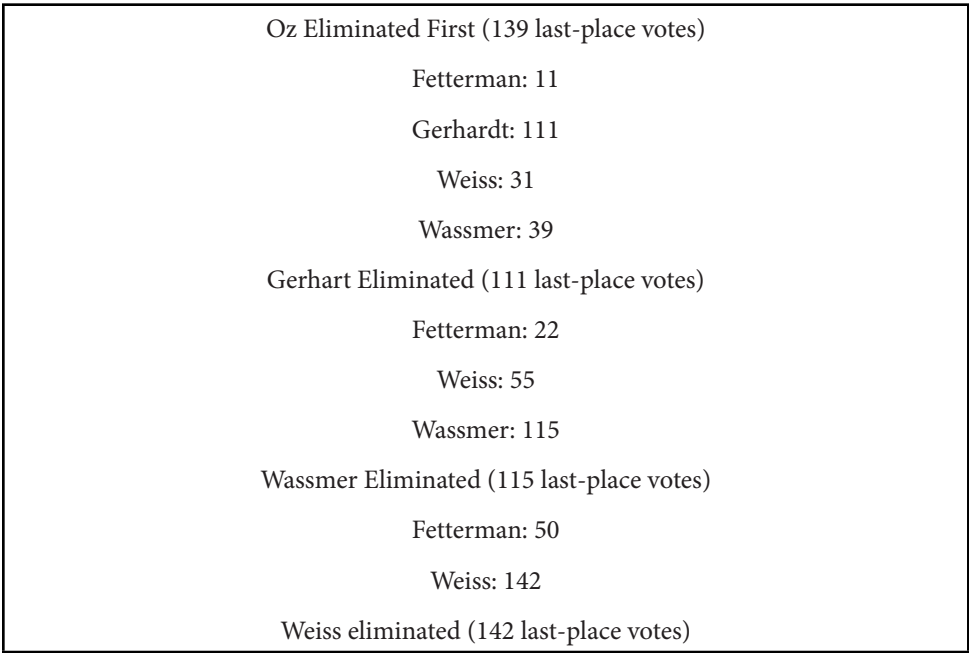 Oz Eliminated First (139 last-place votes)
Fetterman: 11
Gerhardt: 111
Weiss: 31
Wassmer: 39
Gerhart Eliminated (111 last-place votes)
Fetterman: 22
Weiss: 55
Wassmer: 115
Wassmer Eliminated (115 last-place votes)
Fetterman: 50
Weiss: 142
Weiss eliminated (142 last-place votes)